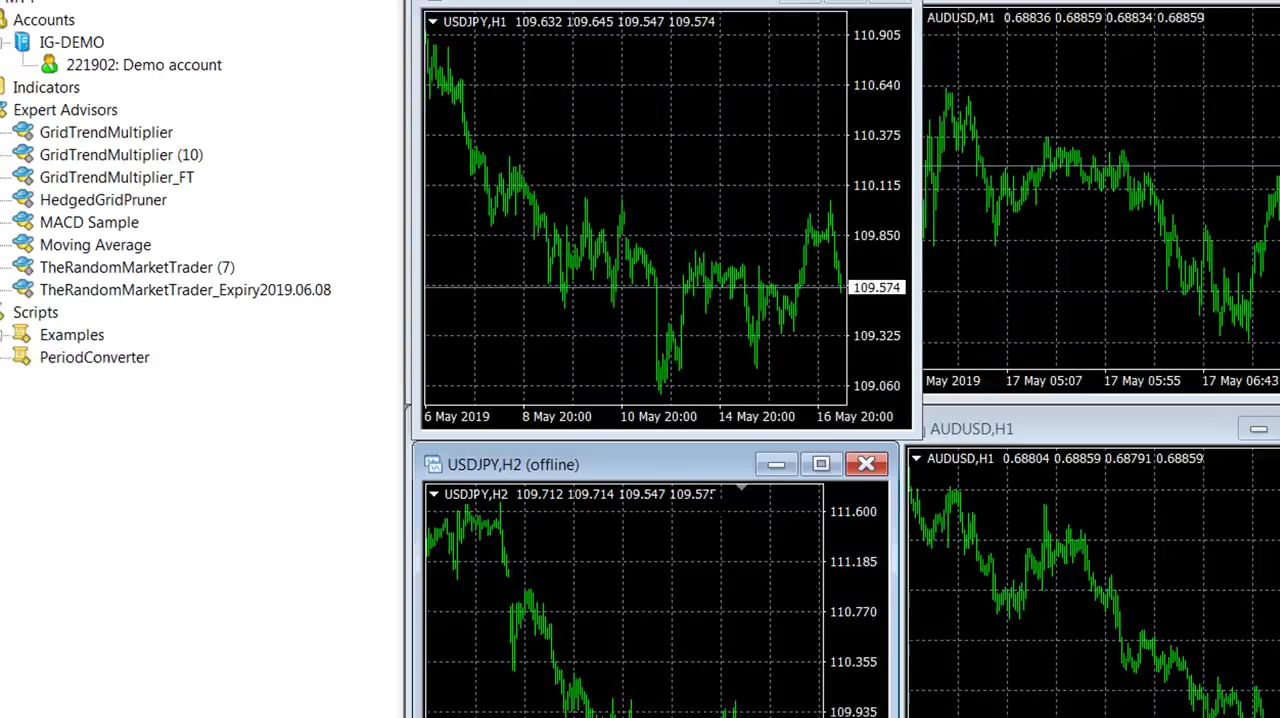 Accounts
IG-DEMO
221902: Demo account
Indicators
Expert Advisors
GridTrendMultiplier
GridTrendMultiplier (10)
GridTrendMultiplier_FT
HedgedGridPruner
MACD Sample
Moving Average
TheRandomMarketTrader (7)
TheRandomMarketTrader_Expiry2019.06.08
Scripts
Examples
PeriodConverter
USDJPY,H1 109.632 109.645 109.547 109.574
110.905
110.640
110.375
110.115
109.850
109.574
109.325
109.060
6 May 2019
8 May 20:00
10 May 20:00
14 May 20:00
16 May 20:00
AUDUSD,M1 0.68836 0.68859 0.68834 0.68859
May 2019
17 May 05:07
17 May 05:55
17 May 06:43
USDJPY,H2 (offline)
USDJPY,H2 109.712 109.714 109.547 109.575
111.600
111.185
110.770
110.355
109.935
AUDUSD,H1
AUDUSD,H1 0.68804 0.68859 0.68791 0.68859